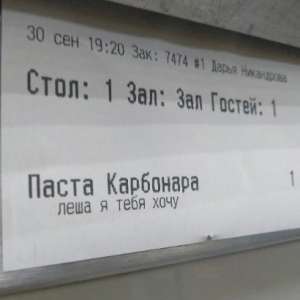 30 сен 19:20 Зак: 7474 #1 Дарья Никандрова
Стол: 1 Зал: Зал Гостей: 1
Паста Карбонара 1
леша я тебя хочу